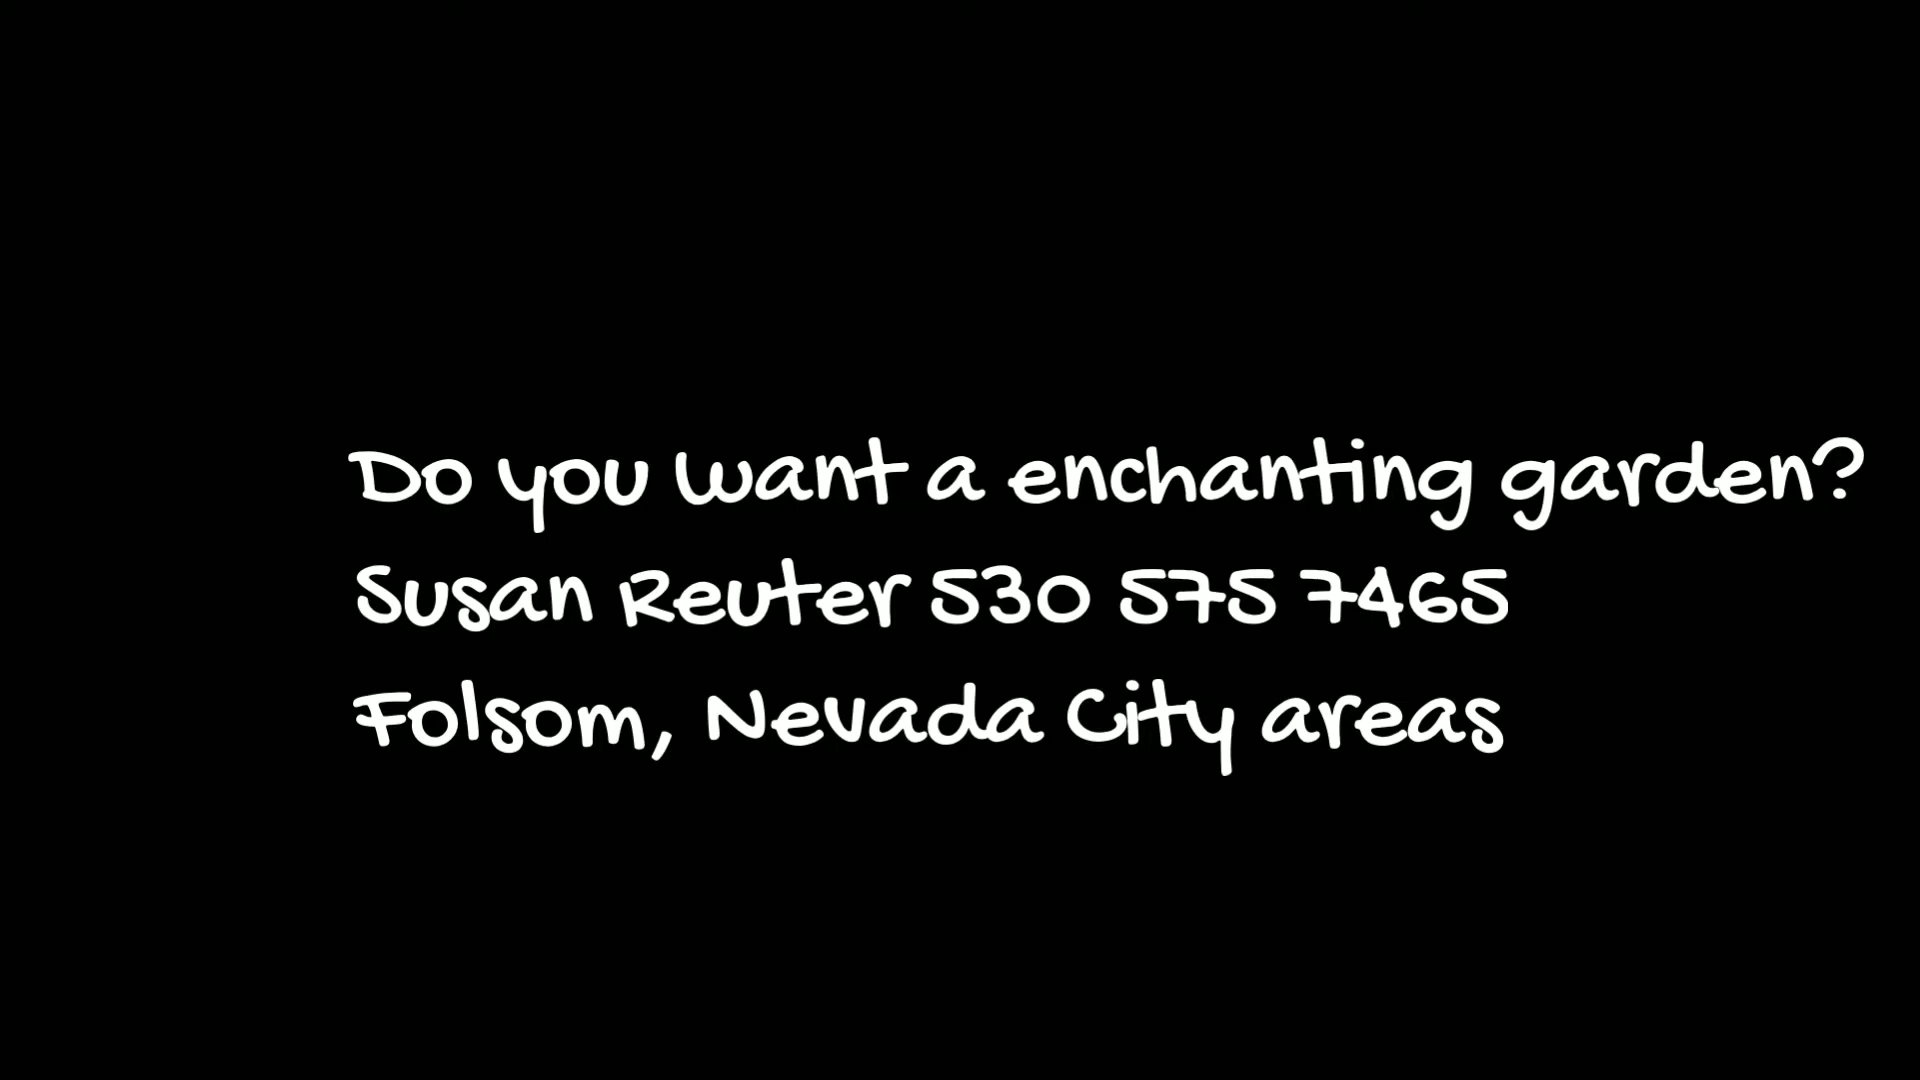 Do you want a enchanting garden?
Susan Reuter 530 575 7465
Folsom, Nevada City areas